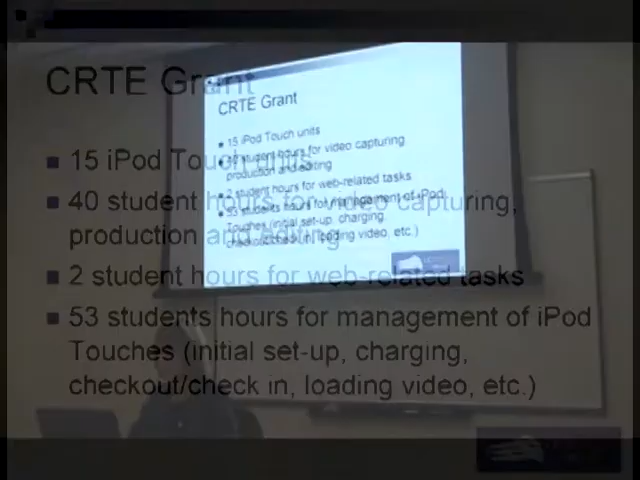 CRTE Grant
15 iPod Touch units
40 student hours for video capturing,
production and editing
2 student hours for web-related tasks
53 students hours for management of iPod
Touches (initial set-up, charging,
checkout/check in, loading video, etc.)
CRTE Grant
15 iPod Touch units
40 student hours for video capturing
production and editing
2 student hours for web-related tasks
53 students hours for management of iPod
Touches (initial set-up, charging
checkout/check in, loading video, etc.)